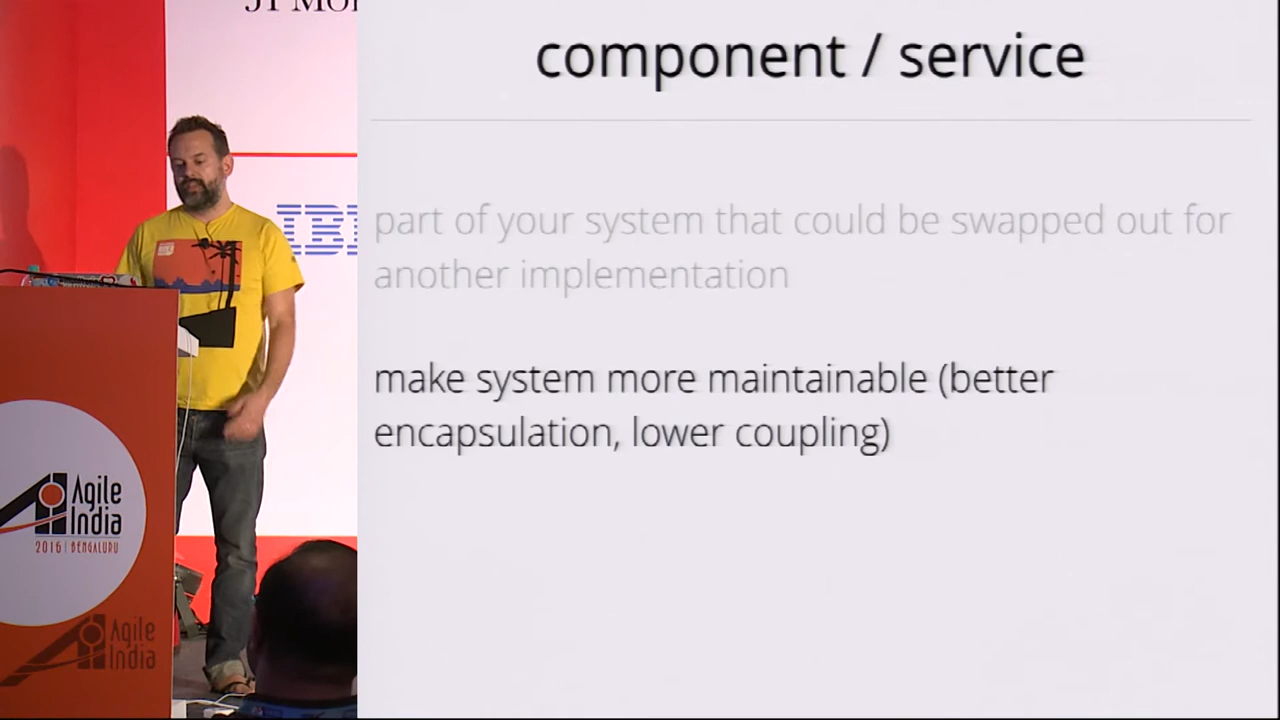 component / service
part of your system that could be swapped out for
another implementation
make system more maintainable (better
encapsulation, lower coupling)
IB
Agile
India
2016 | BENGALURU
Agile
India